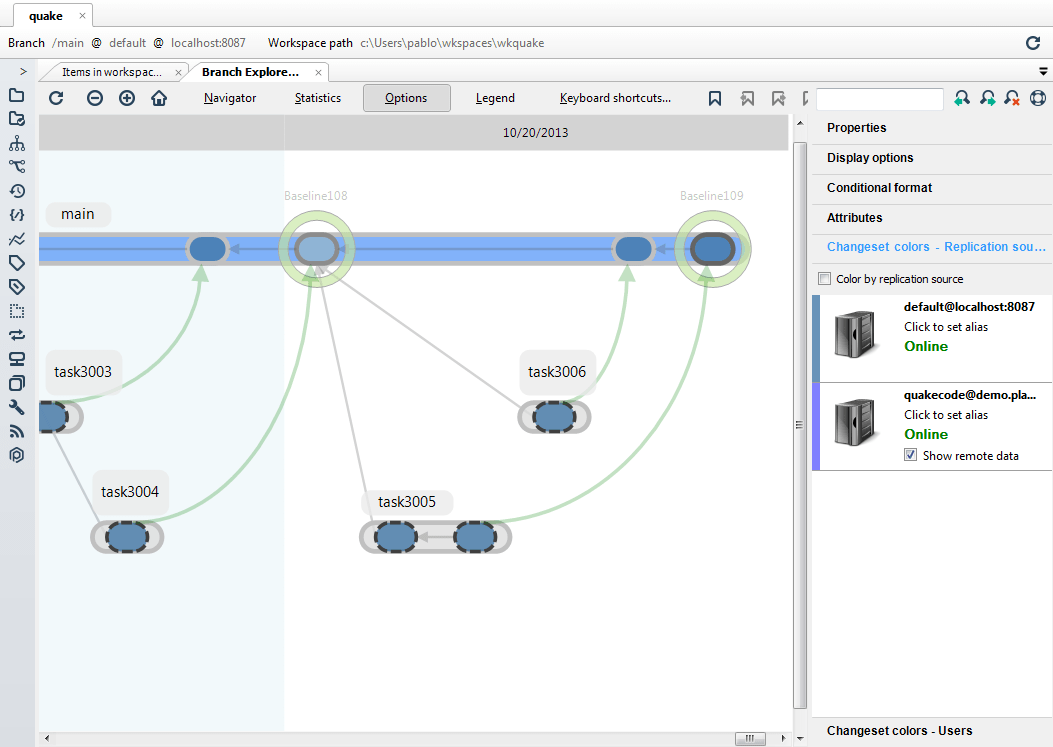 quake
Branch /main @ default @ localhost:8087 Workspace path c:\Users\pablo\wkspaces\wkquake
Items in workspac...
Branch Explore...
Navigator
Statistics
Options
Legend
Keyboard shortcuts...
10/20/2013
Baseline108
Baseline109
main
task3003
task3006
task3004
task3005
Properties
Display options
Conditional format
Attributes
Changeset colors - Replication sou...
Color by replication source
default@localhost:8087
Click to set alias
Online
quakecode@demo.pla...
Click to set alias
Online
Show remote data
Changeset colors - Users